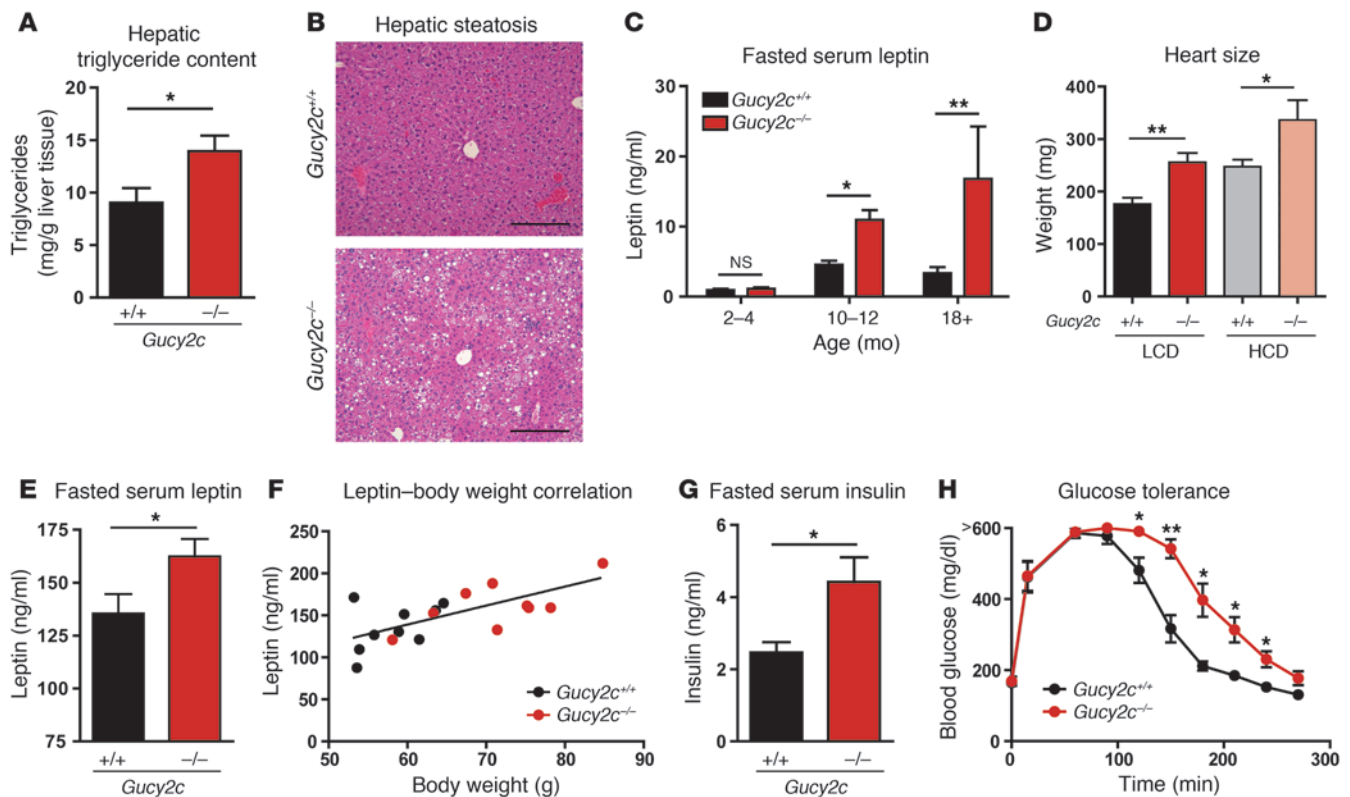 A
Hepatic
triglyceride content
Triglycerides
(mg/g liver tissue)
20
15
10
5
0
*
+/+
–/–
Gucy2c
B
Hepatic steatosis
Gucy2c+/+
Gucy2c–/–
C
Fasted serum leptin
Leptin (ng/ml)
30
20
10
0
Gucy2c+/+
Gucy2c–/–
NS
*
**
2–4
10–12
18+
Age (mo)
D
Heart size
Weight (mg)
400
300
200
100
0
**
*
Gucy2c
+/+
–/–
+/+
–/–
LCD
HCD
E
Fasted serum leptin
Leptin (ng/ml)
175
150
125
100
75
*
+/+
–/–
Gucy2c
F
Leptin–body weight correlation
Leptin (ng/ml)
250
200
150
100
50
0
Gucy2c+/+
Gucy2c–/–
50
60
70
80
90
Body weight (g)
G
Fasted serum insulin
Insulin (ng/ml)
6
4
2
0
*
+/+
–/–
Gucy2c
H
Glucose tolerance
Blood glucose (mg/dl)
>600
400
200
0
*
**
*
*
*
Gucy2c+/+
Gucy2c–/–
0
100
200
300
Time (min)